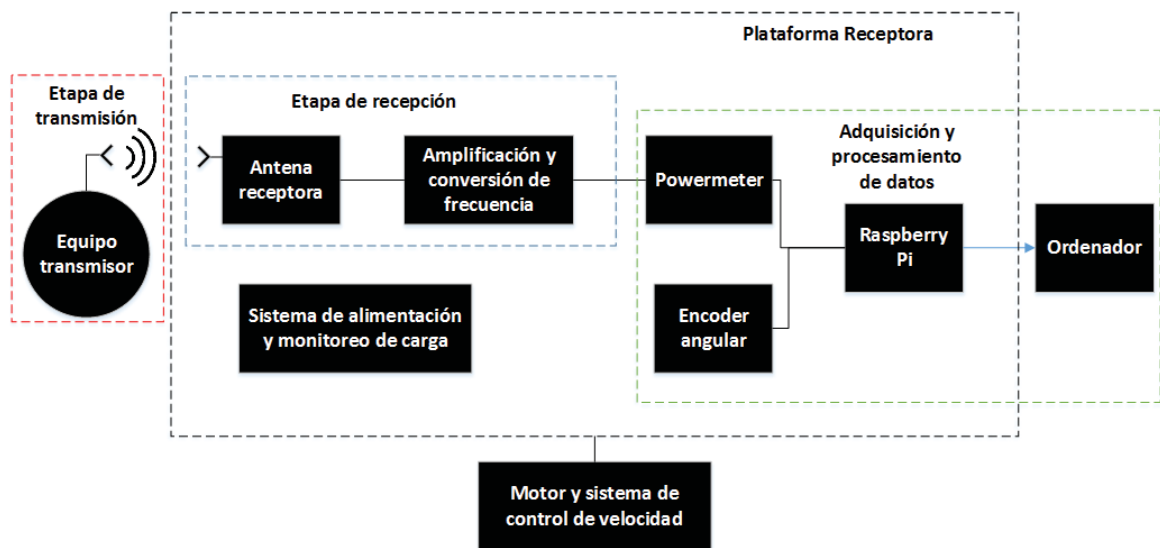 Plataforma Receptora
Etapa de
transmisión
Etapa de recepción
Adquisición y
procesamiento
de datos
Antena
receptora
Amplificación y
conversión de
frecuencia
Powermeter
Equipo
transmisor
Raspberry
Pi
Ordenador
Sistema de alimentación
y monitoreo de carga
Encoder
angular
Motor y sistema de
control de velocidad